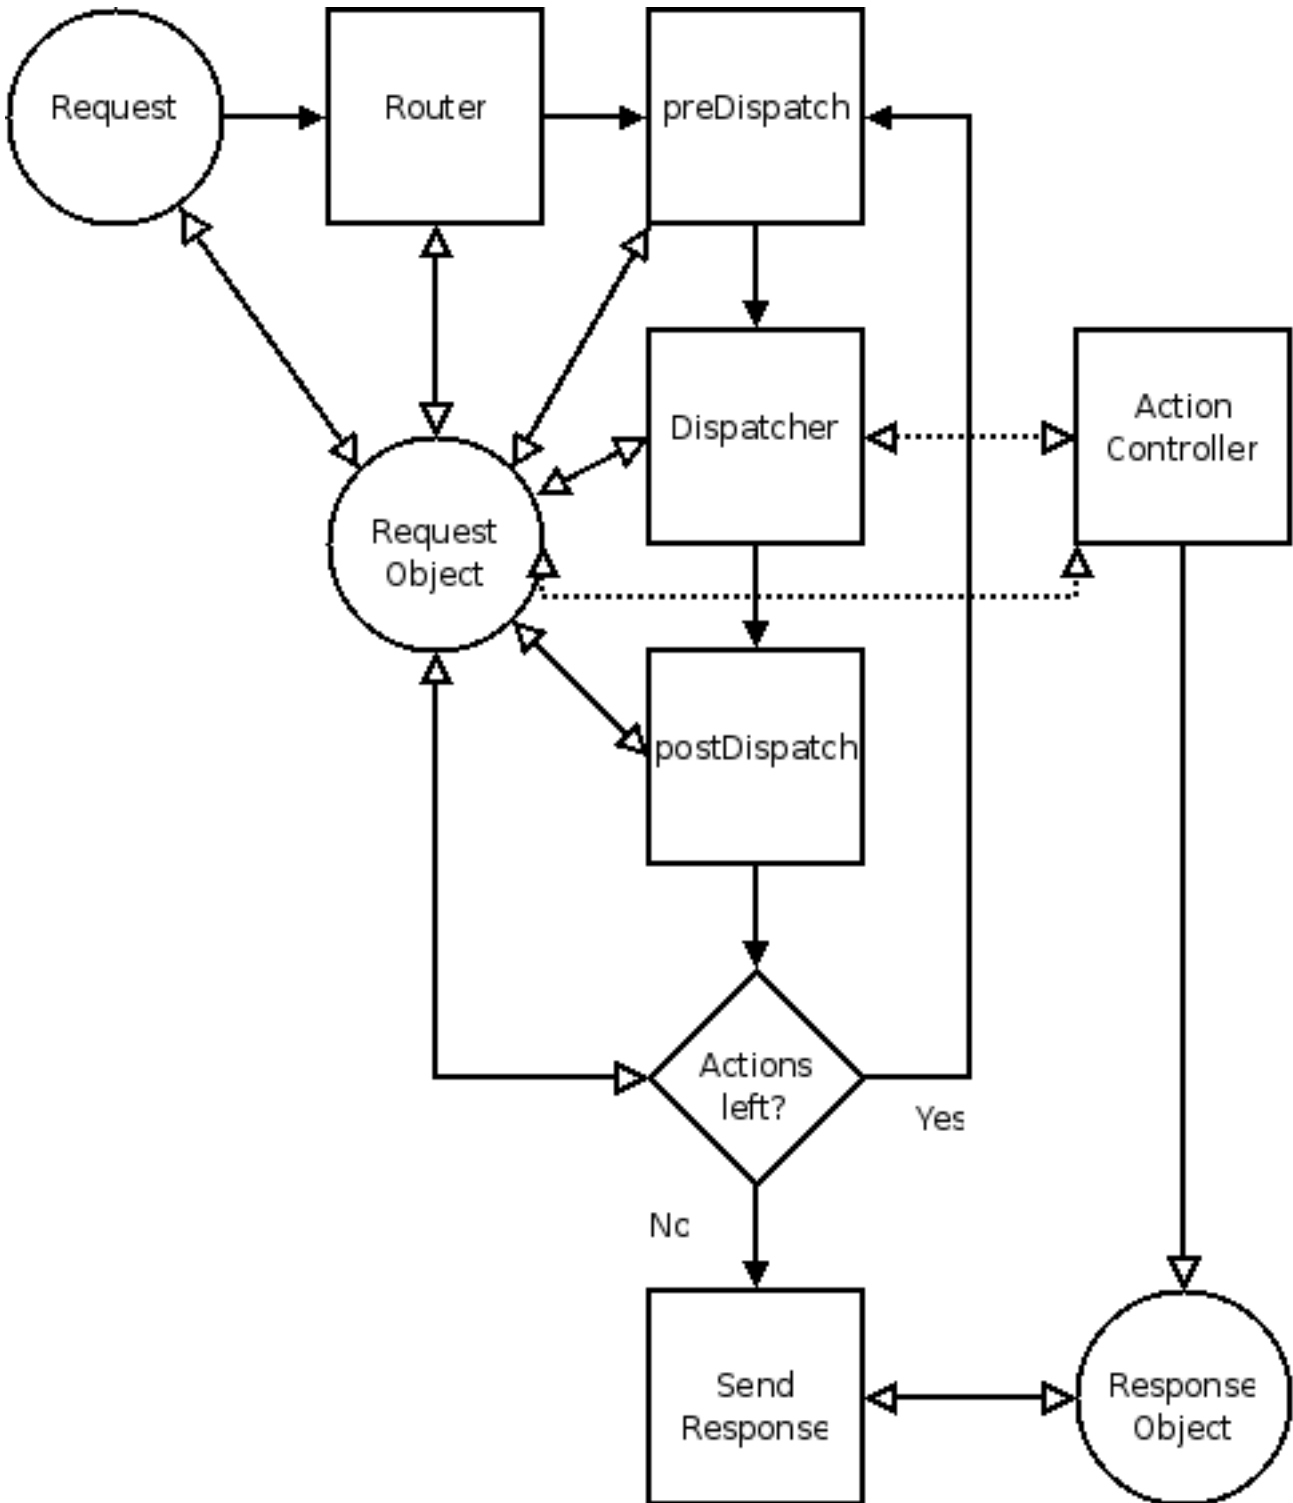 Request
Router
preDispatch
Dispatcher
Action
Controller
Request
Object
postDispatch
Actions
left?
Yes
No
Send
Response
Response
Object